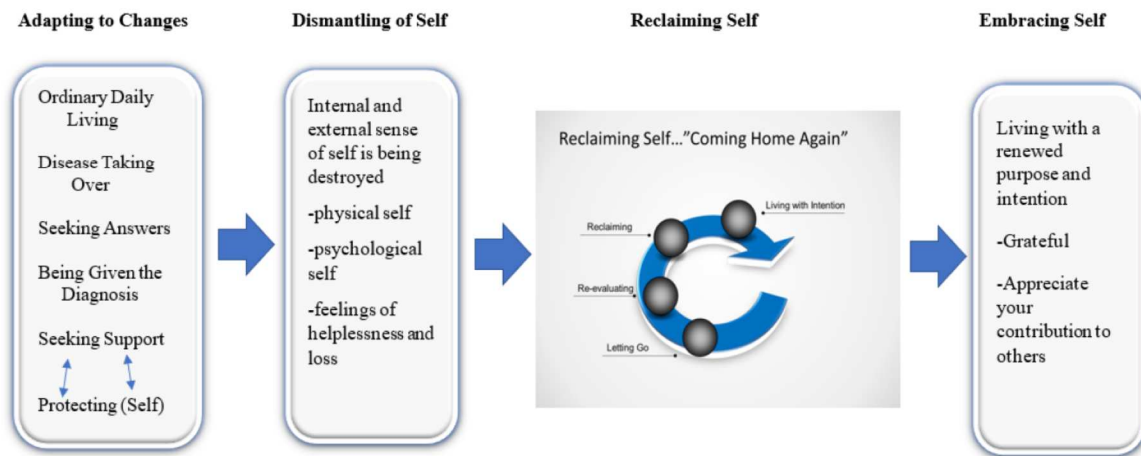 Adapting to Changes
Ordinary Daily
Living
Disease Taking
Over
Seeking Answers
Being Given the
Diagnosis
Seeking Support
Protecting (Self)
Dismantling of Self
Internal and
external sense
of self is being
destroyed
-physical self
-psychological
self
-feelings of
helplessness and
loss
Reclaiming Self
Reclaiming Self..."Coming Home Again"
Living with Intention
Reclaiming
Re-evaluating
Letting Go
Embracing Self
Living with a
renewed
purpose and
intention
-Grateful
-Appreciate
your
contribution to
others